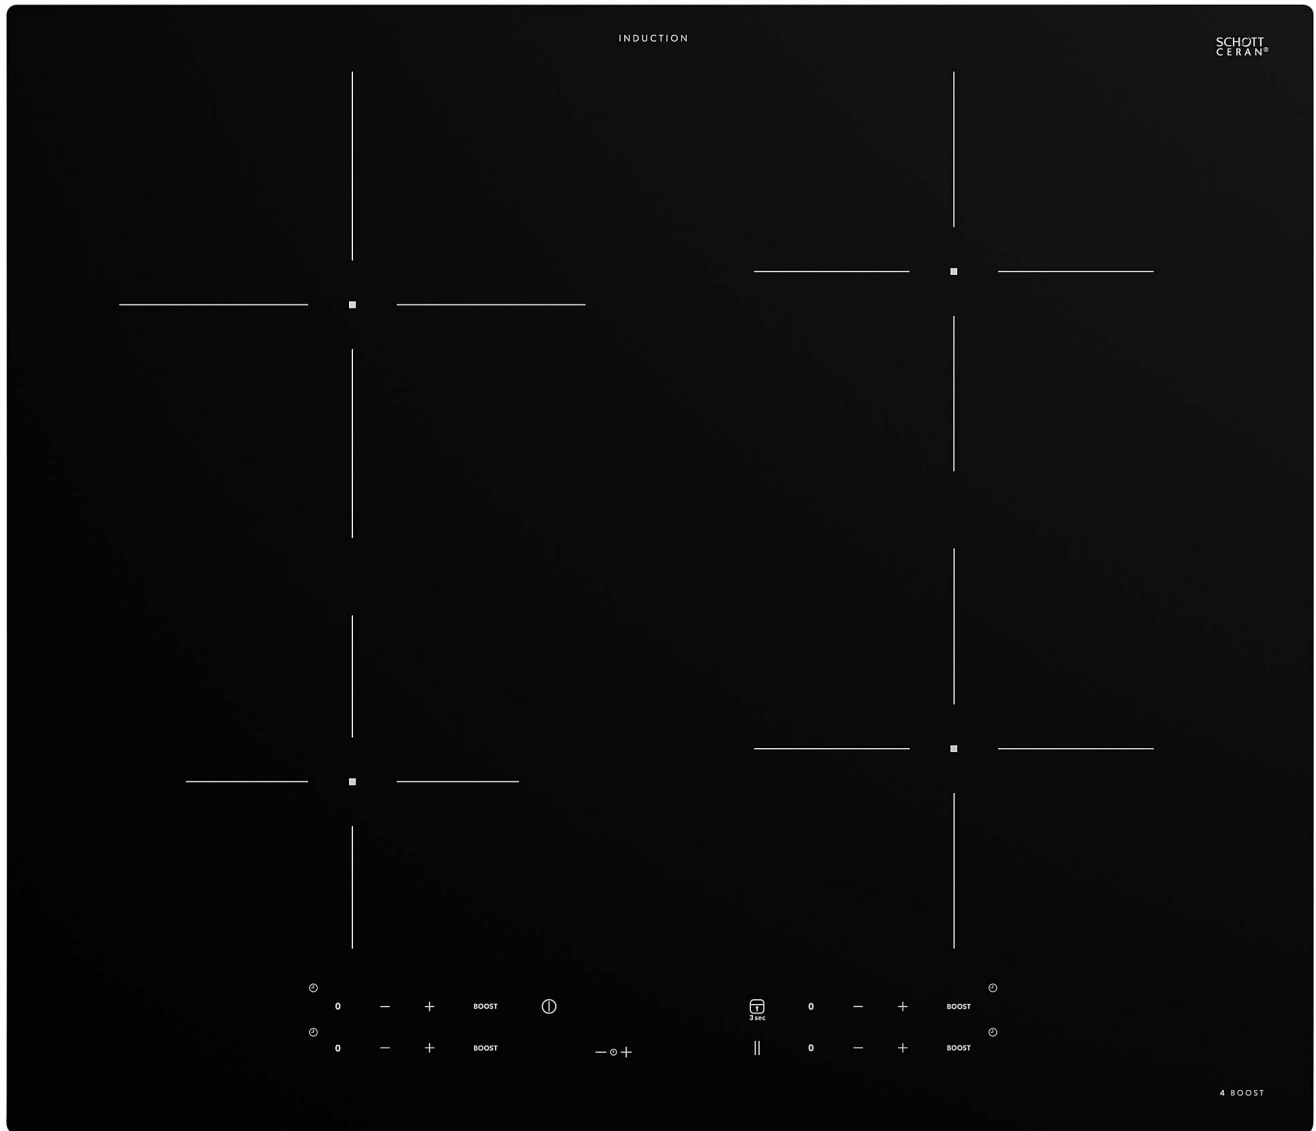 INDUCTION
SCHOTT
CERAN®
0 − + BOOST
3 sec
0 − + BOOST
0 − + BOOST
− +
0 − + BOOST
4 BOOST